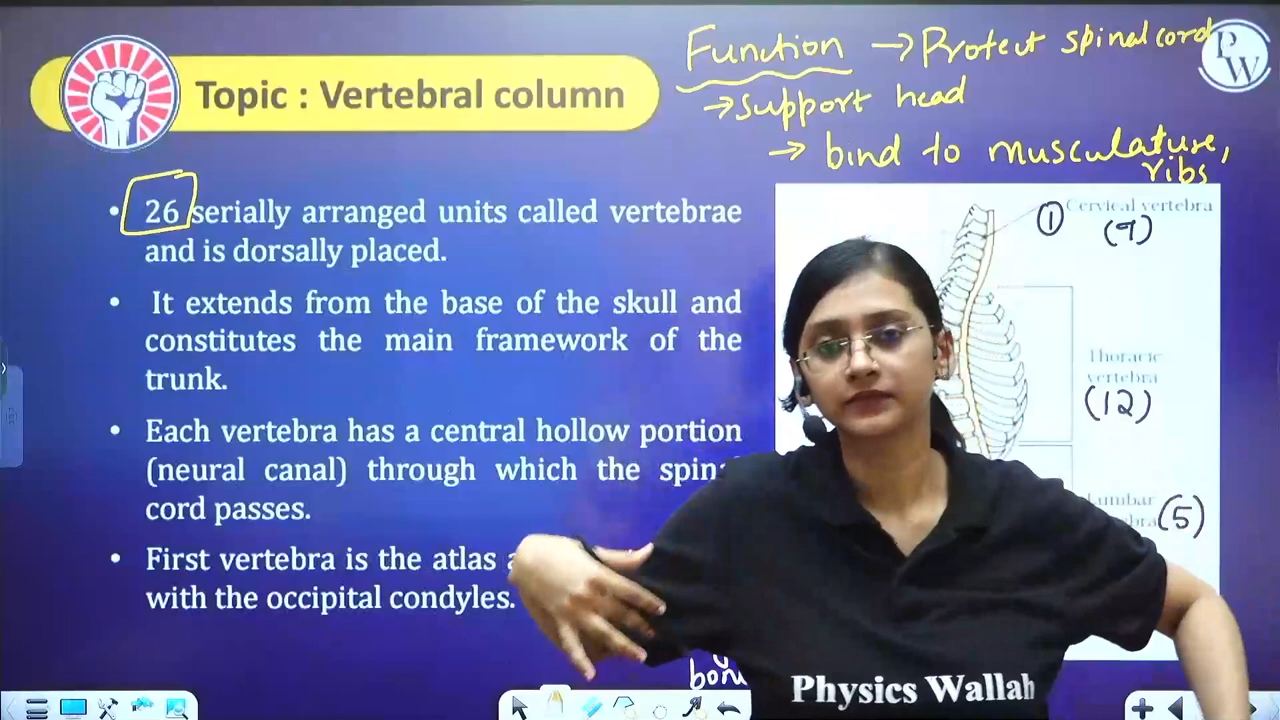 Function → Protect spinal cord
→ support head
→ bind to musculature,
ribs
PW
Topic : Vertebral column
• 26 serially arranged units called vertebrae
and is dorsally placed.
• It extends from the base of the skull and
constitutes the main framework of the
trunk.
• Each vertebra has a central hollow portion
(neural canal) through which the
cord passes.
• First vertebra is the atlas
with the occipital condyles.
① Cervical vertebra
(7)
Thoracic
vertebra
(12)
Lumbar
(5)
Physics Wallah